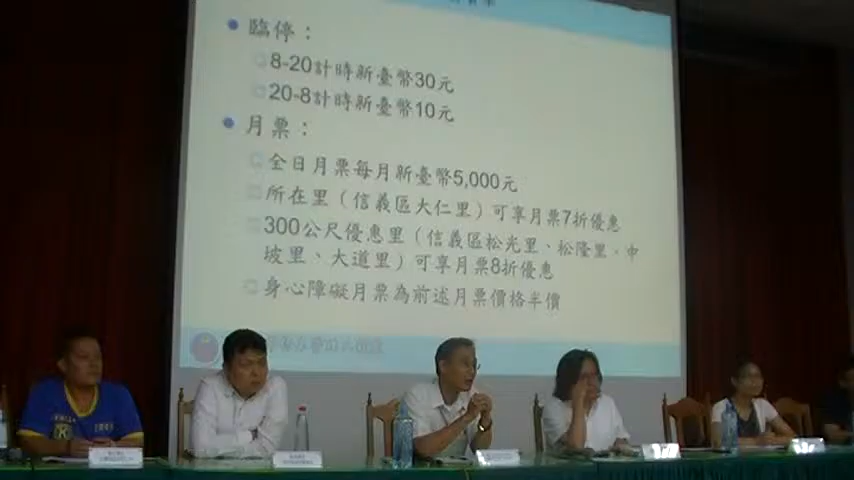 臨停：
8-20計時新臺幣30元
20-8計時新臺幣10元
月票：
全日月票每月新臺幣5,000元
所在里（信義區大仁里）可享月票7折優惠
300公尺優惠里（信義區松光里、松隆里、中
坡里、大道里）可享月票8折優惠
身心障礙月票為前述月票價格半價